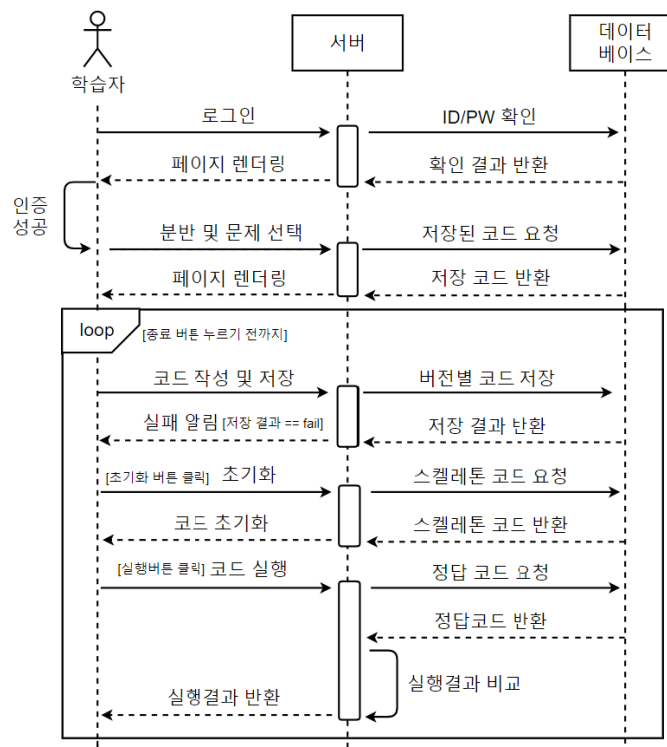 학습자
서버
데이터
베이스
로그인
ID/PW 확인
페이지 렌더링
확인 결과 반환
인증
성공
분반 및 문제 선택
저장된 코드 요청
페이지 렌더링
저장 코드 반환
loop
[종료 버튼 누르기 전까지]
코드 작성 및 저장
버전별 코드 저장
실패 알림 [저장 결과 == fail]
저장 결과 반환
[초기화 버튼 클릭] 초기화
스켈레톤 코드 요청
코드 초기화
스켈레톤 코드 반환
[실행버튼 클릭] 코드 실행
정답 코드 요청
정답코드 반환
실행결과 비교
실행결과 반환